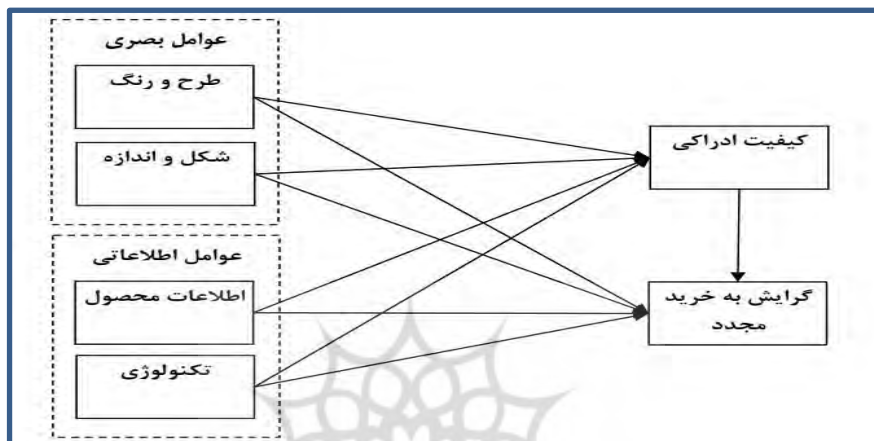 عوامل بصری
طرح و رنگ
شکل و اندازه
عوامل اطلاعاتی
اطلاعات محصول
تکنولوژی
کیفیت ادراکی
گرایش به خرید
مجدد